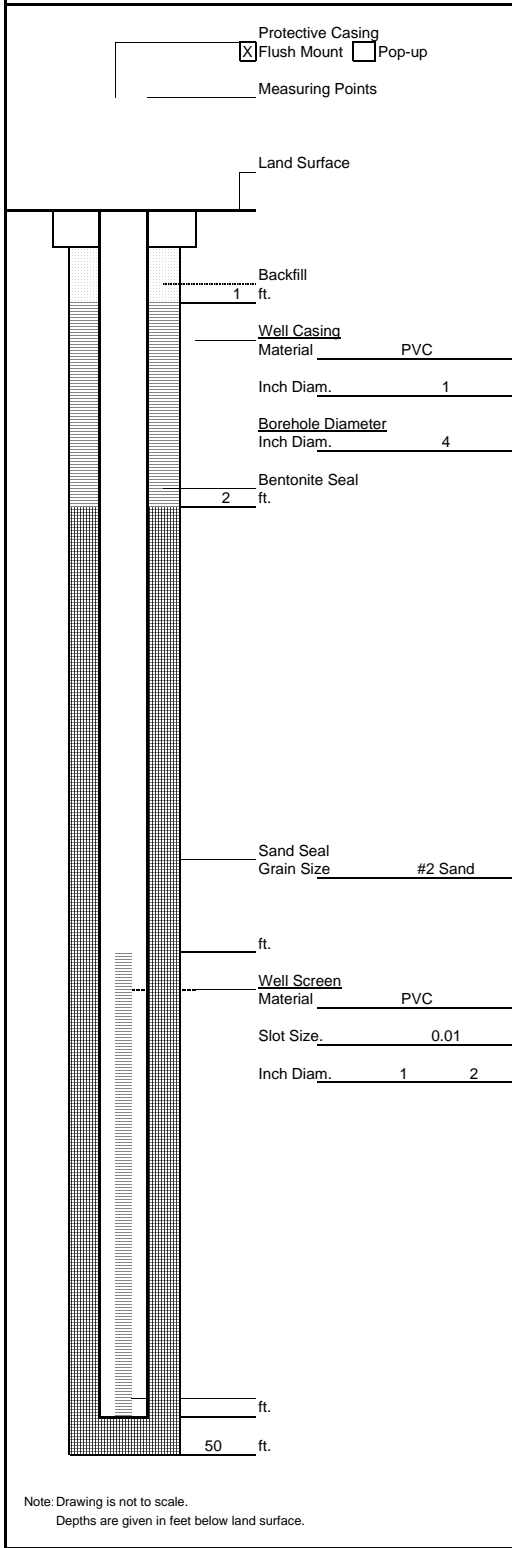 Protective Casing
X Flush Mount Pop-up
Measuring Points
Land Surface
Backfill
1 ft.
Well Casing
Material PVC
Inch Diam. 1
Borehole Diameter
Inch Diam. 4
Bentonite Seal
2 ft.
Sand Seal
Grain Size #2 Sand
ft.
Well Screen
Material PVC
Slot Size. 0.01
Inch Diam. 1 2
ft.
50 ft.
Note: Drawing is not to scale.
Depths are given in feet below land surface.